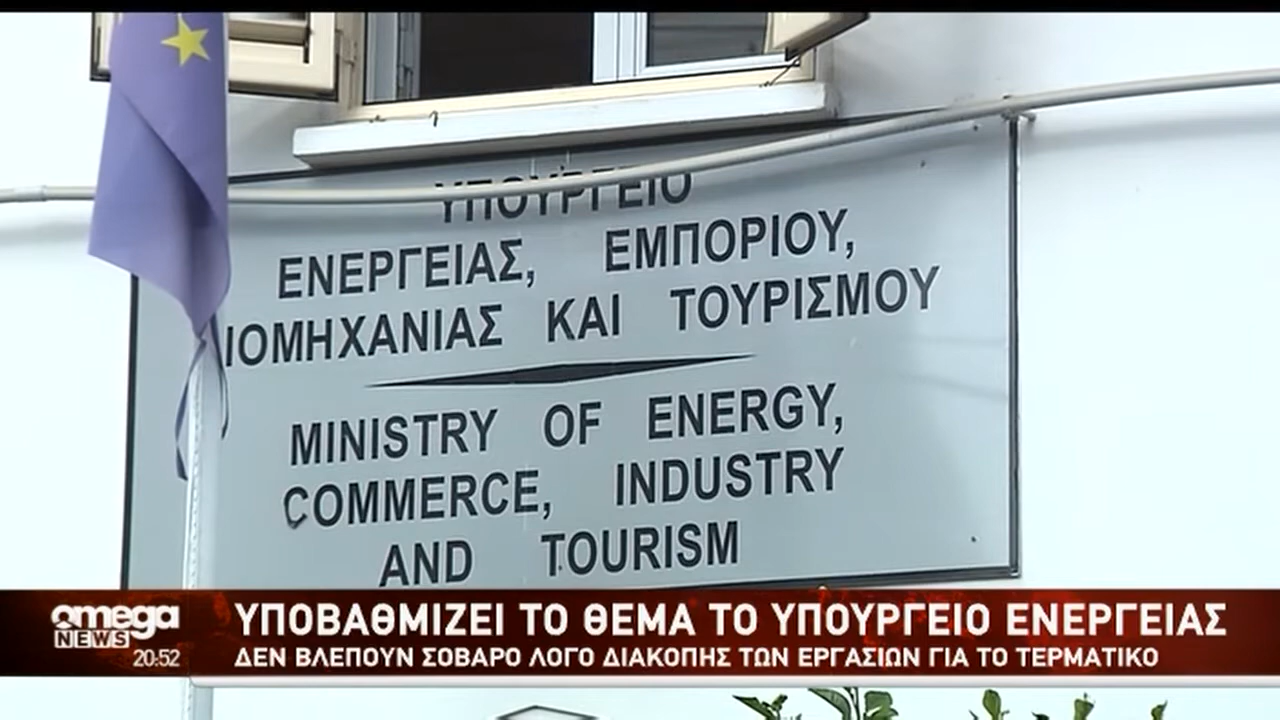 ΥΠΟΥΡΓΕΙΟ
ΕΝΕΡΓΕΙΑΣ, ΕΜΠΟΡΙΟΥ,
ΙΟΜΗΧΑΝΙΑΣ ΚΑΙ ΤΟΥΡΙΣΜΟΥ
MINISTRY OF ENERGY,
COMMERCE, INDUSTRY
AND TOURISM
omega
NEWS
20:52
ΥΠΟΒΑΘΜΙΖΕΙ ΤΟ ΘΕΜΑ ΤΟ ΥΠΟΥΡΓΕΙΟ ΕΝΕΡΓΕΙΑΣ
ΔΕΝ ΒΛΕΠΟΥΝ ΣΟΒΑΡΟ ΛΟΓΟ ΔΙΑΚΟΠΗΣ ΤΩΝ ΕΡΓΑΣΙΩΝ ΓΙΑ ΤΟ ΤΕΡΜΑΤΙΚΟ